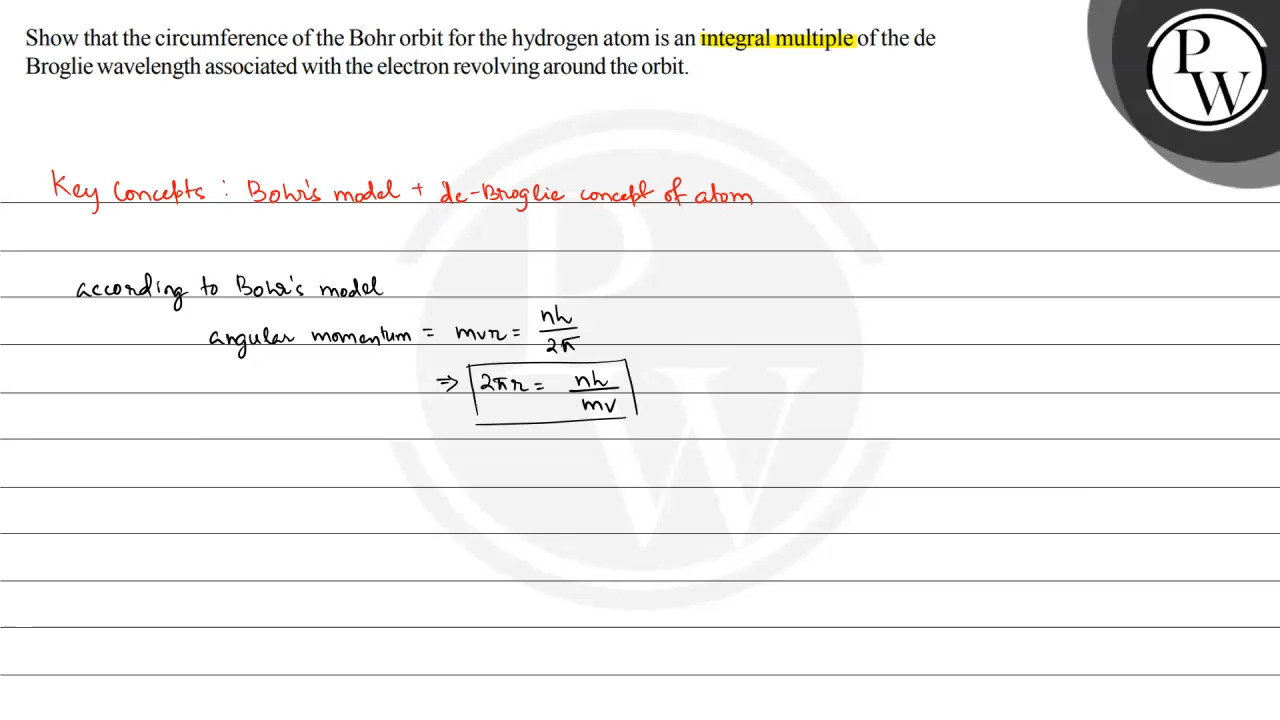 Show that the circumference of the Bohr orbit for the hydrogen atom is an integral multiple of the de
Broglie wavelength associated with the electron revolving around the orbit.
P
W
Key Concepts : Bohr's model + de-Broglie concept of atom
according to Bohr's model
angular momentum = mvr = nh/2π
⇒ 2πr = nh/mv
PW